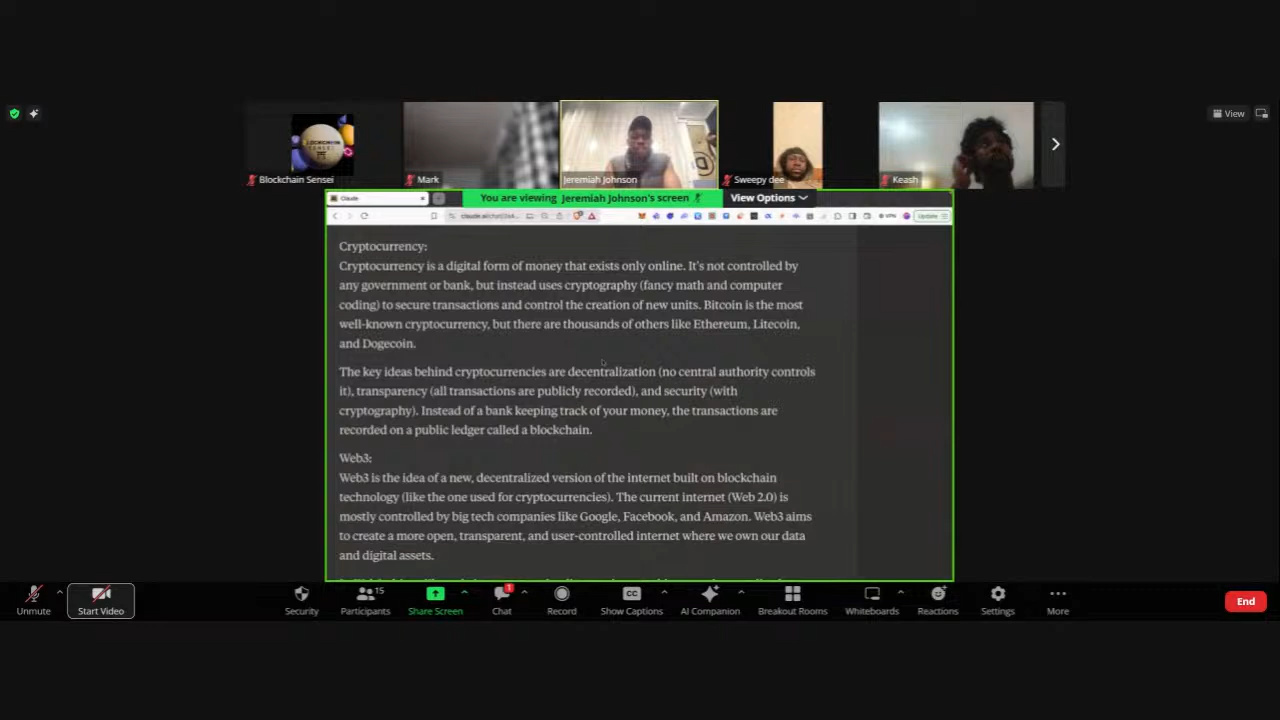 View
Blockchain Sensei
Mark
Jeremiah Johnson
Sweepy dee
Keash
You are viewing Jeremiah Johnson's screen
View Options
Claude
VPN
Update
Cryptocurrency:
Cryptocurrency is a digital form of money that exists only online. It's not controlled by
any government or bank, but instead uses cryptography (fancy math and computer
coding) to secure transactions and control the creation of new units. Bitcoin is the most
well-known cryptocurrency, but there are thousands of others like Ethereum, Litecoin,
and Dogecoin.
The key ideas behind cryptocurrencies are decentralization (no central authority controls
it), transparency (all transactions are publicly recorded), and security (with
cryptography). Instead of a bank keeping track of your money, the transactions are
recorded on a public ledger called a blockchain.
Web3:
Web3 is the idea of a new, decentralized version of the internet built on blockchain
technology (like the one used for cryptocurrencies). The current internet (Web 2.0) is
mostly controlled by big tech companies like Google, Facebook, and Amazon. Web3 aims
to create a more open, transparent, and user-controlled internet where we own our data
and digital assets.
15
1
CC
Unmute
Start Video
Security
Participants
Share Screen
Chat
Record
Show Captions
AI Companion
Breakout Rooms
Whiteboards
Reactions
Settings
More
End